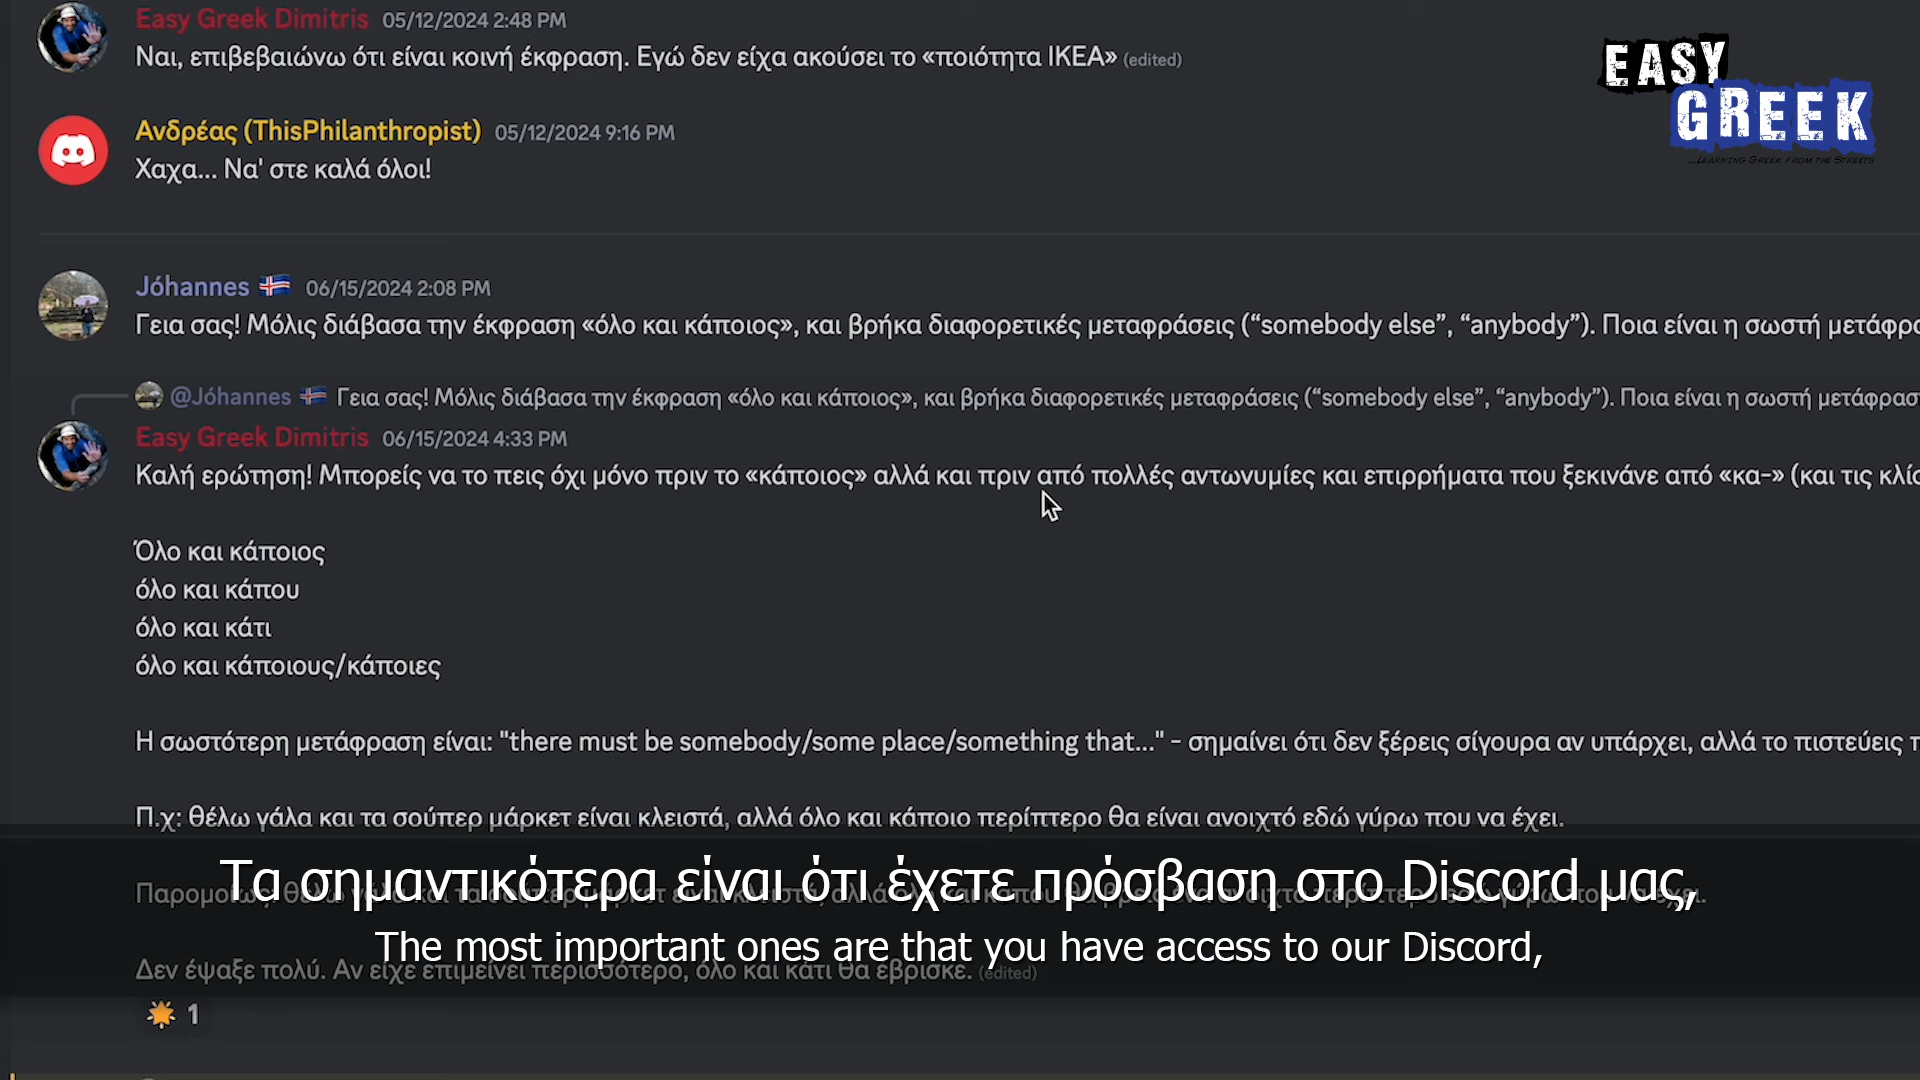 Easy Greek Dimitris 05/12/2024 2:48 PM
Ναι, επιβεβαιώνω ότι είναι κοινή έκφραση. Εγώ δεν είχα ακούσει το «ποιότητα ΙΚΕΑ» (edited)
EASY
GREEK
...LEARNING GREEK FROM THE STREETS
Ανδρέας (ThisPhilanthropist) 05/12/2024 9:16 PM
Χαχα... Να' στε καλά όλοι!
Jóhannes 06/15/2024 2:08 PM
Γεια σας! Μόλις διάβασα την έκφραση «όλο και κάποιος», και βρήκα διαφορετικές μεταφράσεις (“somebody else”, “anybody”). Ποια είναι η σωστή μετάφρα
@Jóhannes Γεια σας! Μόλις διάβασα την έκφραση «όλο και κάποιος», και βρήκα διαφορετικές μεταφράσεις (“somebody else”, “anybody”). Ποια είναι η σωστή μετάφρασ
Easy Greek Dimitris 06/15/2024 4:33 PM
Καλή ερώτηση! Μπορείς να το πεις όχι μόνο πριν το «κάποιος» αλλά και πριν από πολλές αντωνυμίες και επιρρήματα που ξεκινάνε από «κα-» (και τις κλίσ
Όλο και κάποιος
όλο και κάπου
όλο και κάτι
όλο και κάποιους/κάποιες
Η σωστότερη μετάφραση είναι: "there must be somebody/some place/something that..." - σημαίνει ότι δεν ξέρεις σίγουρα αν υπάρχει, αλλά το πιστεύεις π
Π.χ: θέλω γάλα και τα σούπερ μάρκετ είναι κλειστά, αλλά όλο και κάποιο περίπτερο θα είναι ανοιχτό εδώ γύρω που να έχει.
Τα σημαντικότερα είναι ότι έχετε πρόσβαση στο Discord μας,
The most important ones are that you have access to our Discord,
Δεν έψαξε πολύ. Αν είχε επιμείνει περισσότερο, όλο και κάτι θα έβρισκε. (edited)
1